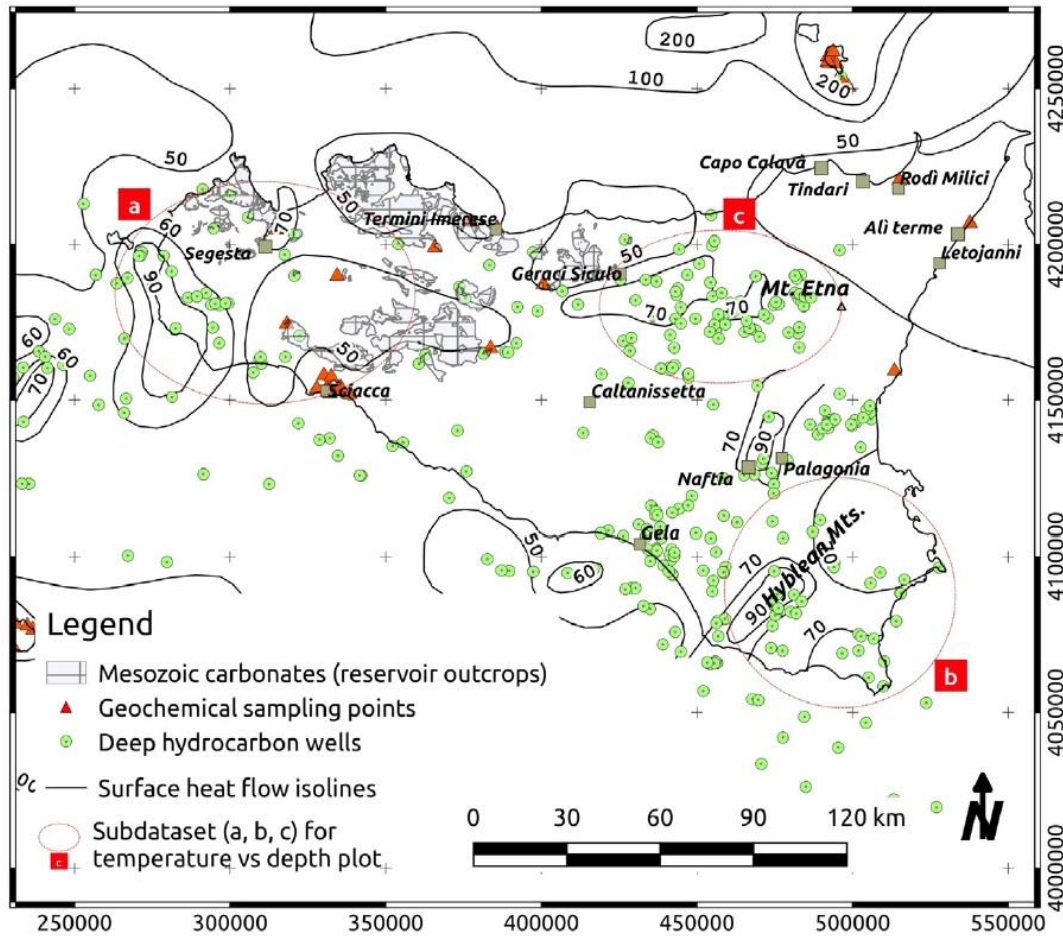 200
100
200
4250000
50
50
Capo Calavà
a
c
Rodì Milici
Tindari
60
70
50
Termini Imerese
Alì terme
Segesta
50
Letojanni
4200000
90
Geraci Siculo
70
70
Mt. Etna
60
60
50
70
Sciacca
Caltanissetta
4150000
70
90
Naftia
Palagonia
Gela
50
Hyblean Mts.
4100000
60
70
90
70
b
Legend
Mesozoic carbonates (reservoir outcrops)
Geochemical sampling points
Deep hydrocarbon wells
Surface heat flow isolines
Subdataset (a, b, c) for
c
temperature vs depth plot
4050000
0 30 60 90 120 km
N
4000000
250000 300000 350000 400000 450000 500000 550000